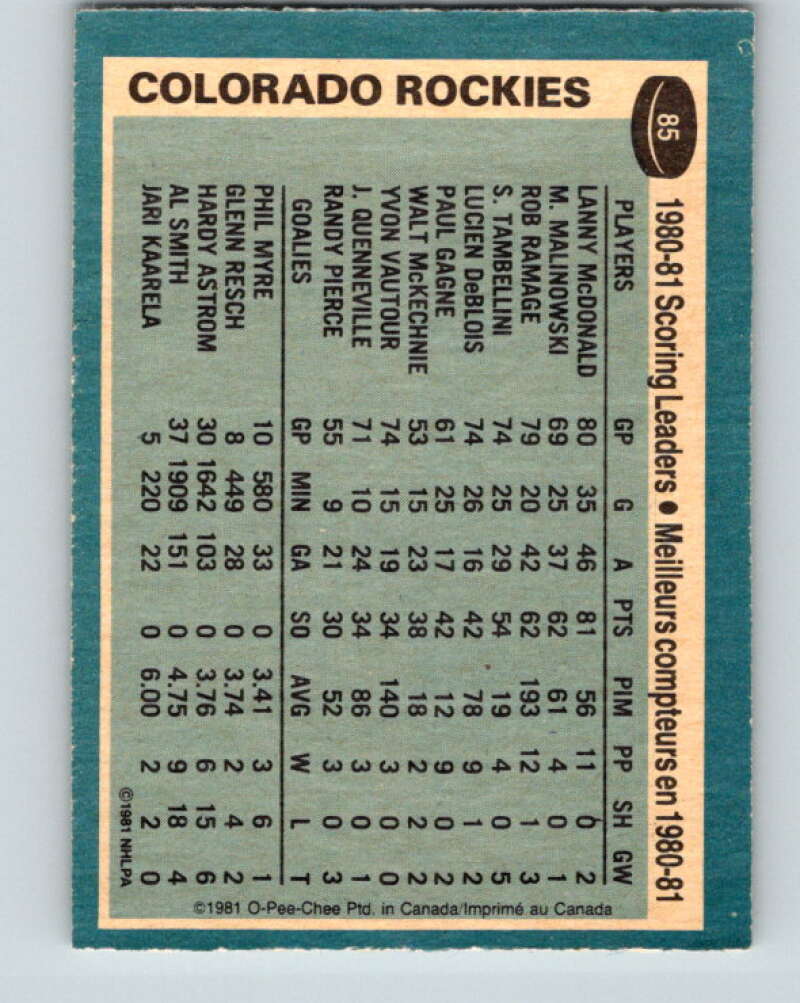 COLORADO ROCKIES
85
1980-81 Scoring Leaders • Meilleurs compteurs en 1980-81
PLAYERS GP G A PTS PIM PP SH GW
LANNY McDONALD 80 35 46 81 56 11 0 2
M. MALINOWSKI 69 25 37 62 61 4 0 1
ROB RAMAGE 79 20 42 62 193 12 1 3
S. TAMBELLINI 74 25 29 54 19 4 0 5
LUCIEN DeBLOIS 74 26 16 42 78 9 1 2
PAUL GAGNE 61 25 17 42 12 9 0 2
WALT McKECHNIE 53 15 23 38 18 2 2 2
YVON VAUTOUR 74 15 19 34 140 3 0 0
J. QUENNEVILLE 71 10 24 34 86 3 0 1
RANDY PIERCE 55 9 21 30 52 3 0 3
GOALIES GP MIN GA SO AVG W L T
PHIL MYRE 10 580 33 0 3.41 3 6 1
GLENN RESCH 8 449 28 0 3.74 2 4 2
HARDY ASTROM 30 1642 103 0 3.76 6 15 6
AL SMITH 37 1909 151 0 4.75 9 18 4
JARI KAARELA 5 220 22 0 6.00 2 2 0
©1981 NHLPA
©1981 O-Pee-Chee Ptd. in Canada/Imprimé au Canada